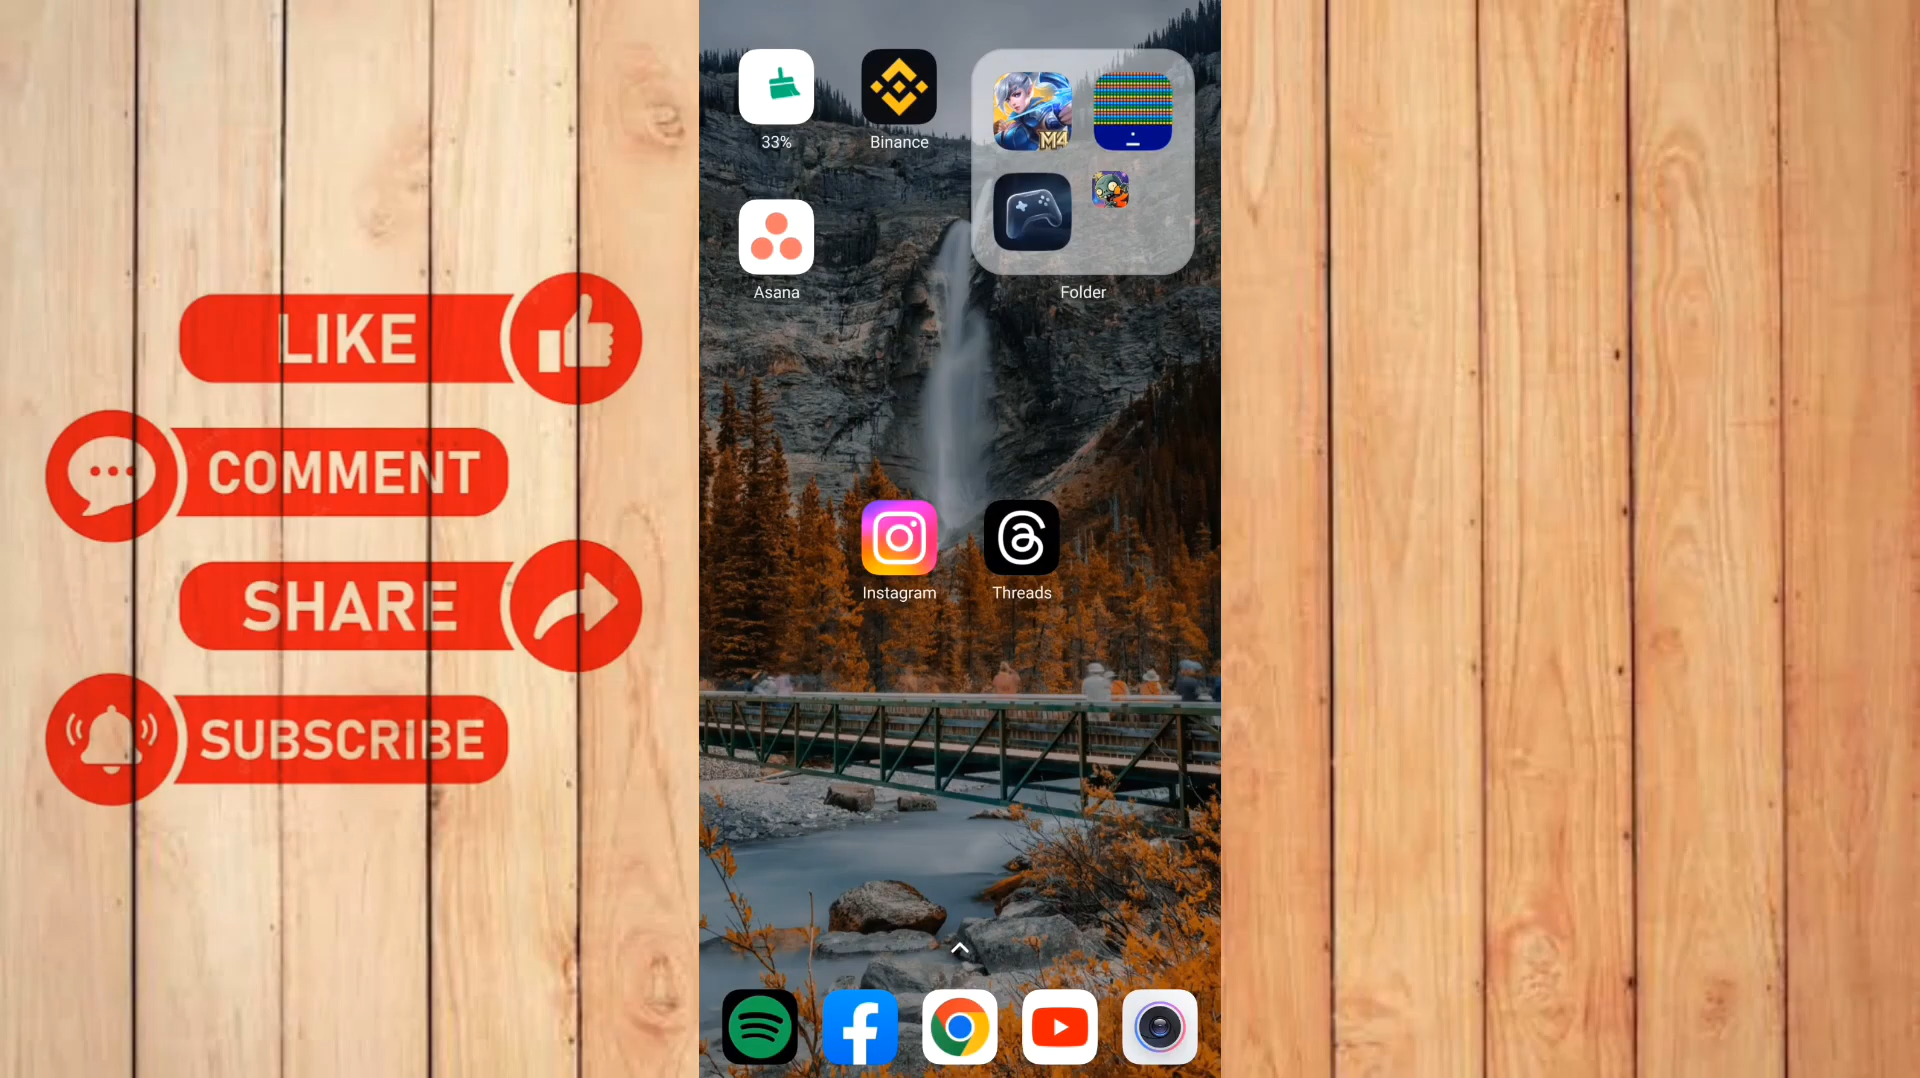 LIKE
COMMENT
SHARE
SUBSCRIBE
33%
Binance
M4
Asana
Folder
Instagram
Threads